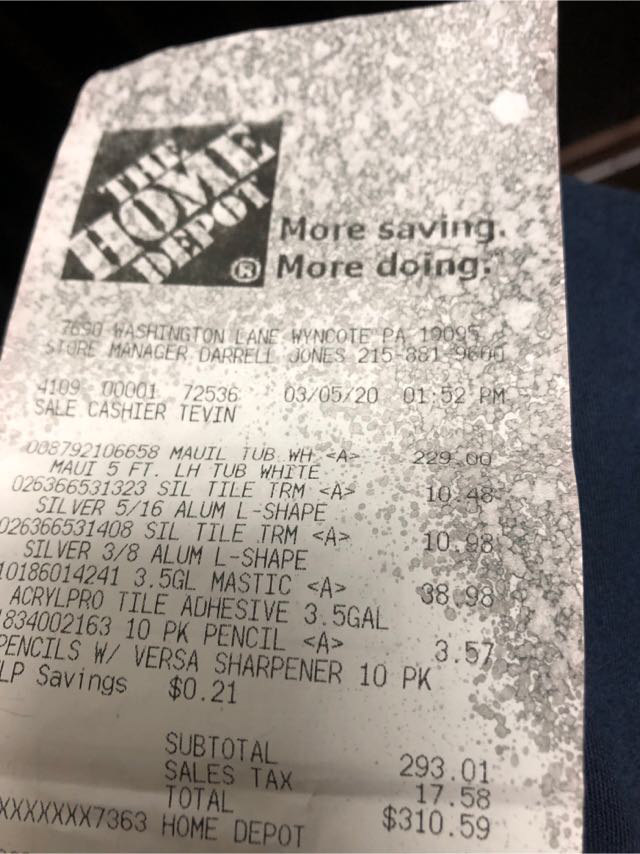 THE
HOME
DEPOT
®
More saving.
More doing.
7690 WASHINGTON LANE WYNCOTE PA 19095
STORE MANAGER DARRELL JONES 215-881-9600
4109 00001 72536 03/05/20 01:52 PM
SALE CASHIER TEVIN
008792106658 MAUIL TUB WH <A> 229.00
MAUI 5 FT. LH TUB WHITE
026366531323 SIL TILE TRM <A> 10.48
SILVER 5/16 ALUM L-SHAPE
026366531408 SIL TILE TRM <A> 10.98
SILVER 3/8 ALUM L-SHAPE
10186014241 3.5GL MASTIC <A> 38.98
ACRYLPRO TILE ADHESIVE 3.5GAL
834002163 10 PK PENCIL <A> 3.57
PENCILS W/ VERSA SHARPENER 10 PK
LP Savings $0.21
SUBTOTAL 293.01
SALES TAX 17.58
TOTAL $310.59
XXXXXXX7363 HOME DEPOT